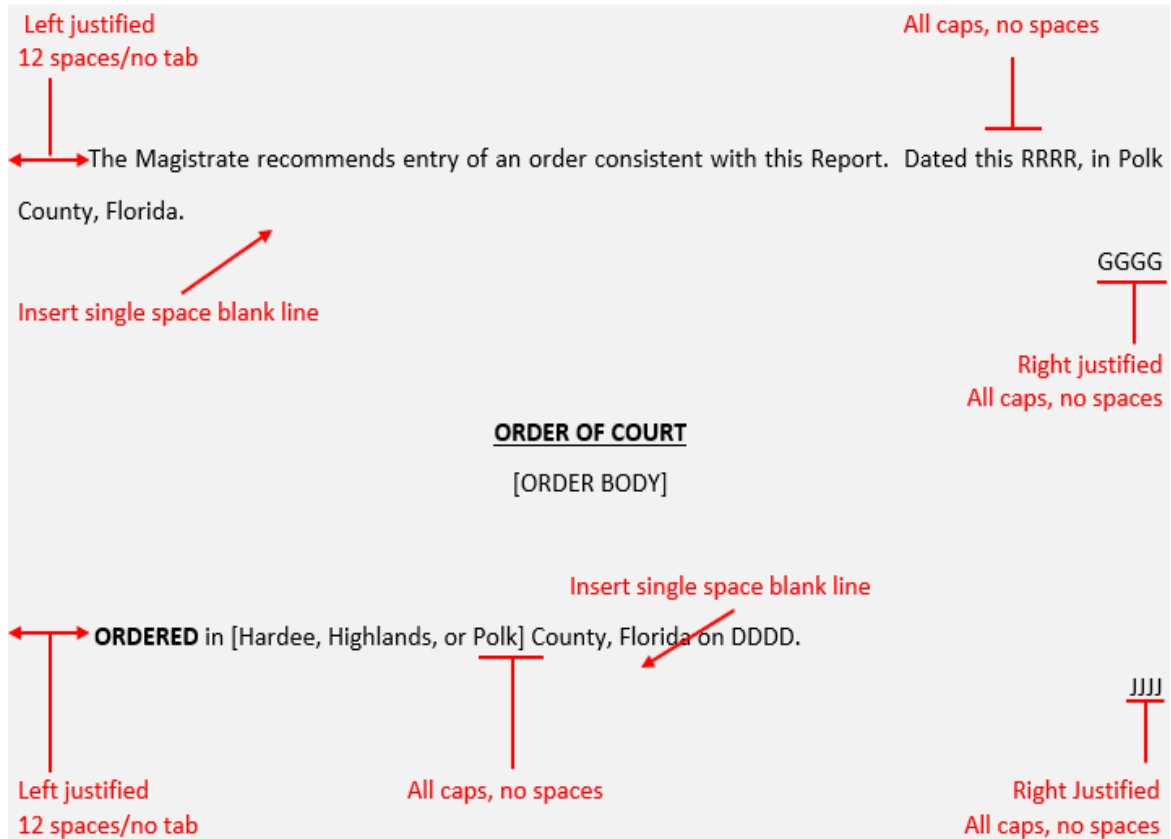 Left justified
12 spaces/no tab
All caps, no spaces
The Magistrate recommends entry of an order consistent with this Report.  Dated this RRRR, in Polk
County, Florida.
Insert single space blank line
GGGG
Right justified
All caps, no spaces
ORDER OF COURT
[ORDER BODY]
Insert single space blank line
ORDERED in [Hardee, Highlands, or Polk] County, Florida on DDDD.
JJJJ
Left justified
12 spaces/no tab
All caps, no spaces
Right Justified
All caps, no spaces